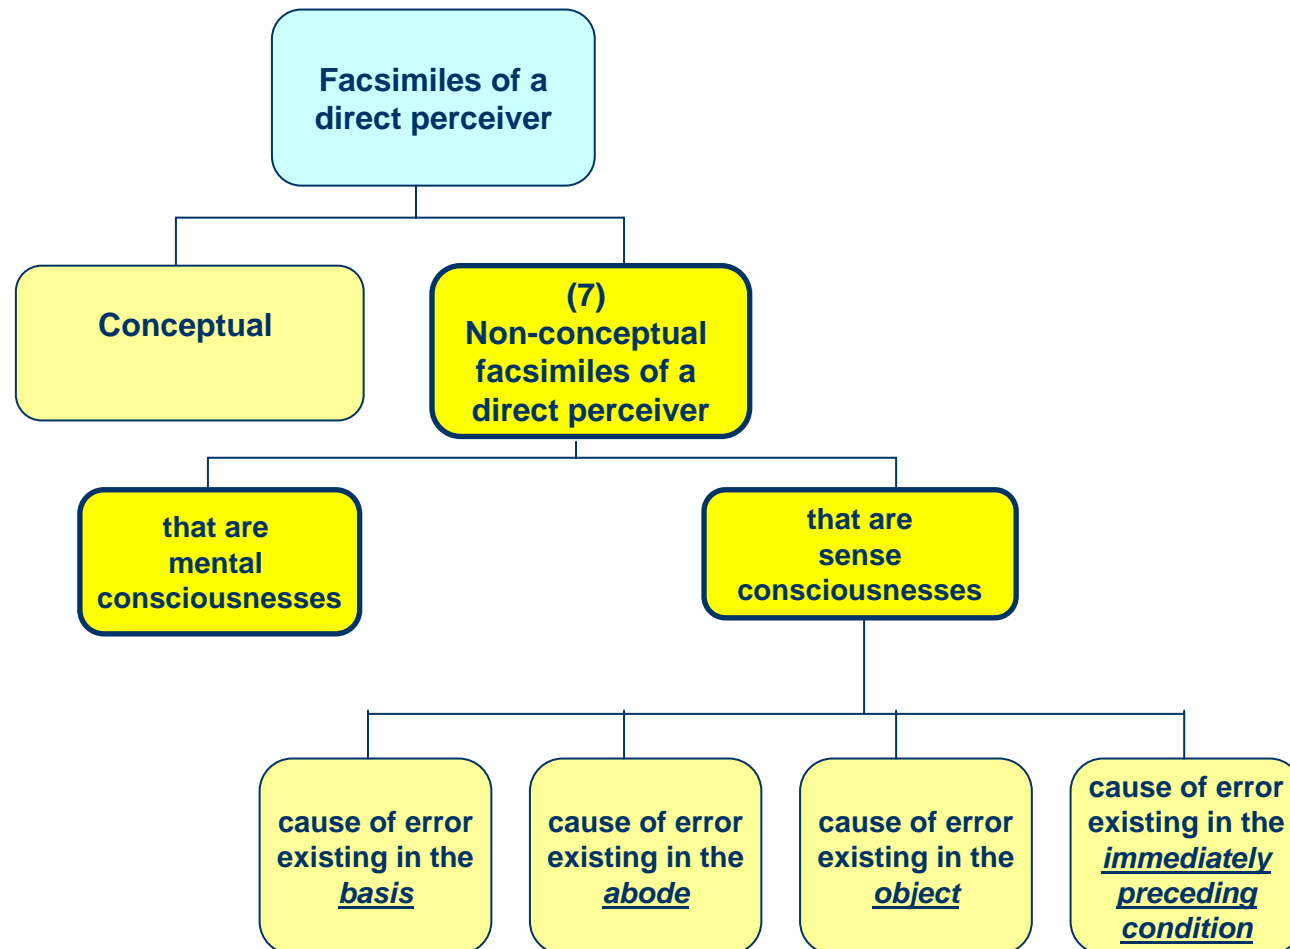 Facsimiles of a
direct perceiver
Conceptual
(7)
Non-conceptual
facsimiles of a
direct perceiver
that are
mental
consciousnesses
that are
sense
consciousnesses
cause of error
existing in the
basis
cause of error
existing in the
abode
cause of error
existing in the
object
cause of error
existing in the
immediately
preceding
condition